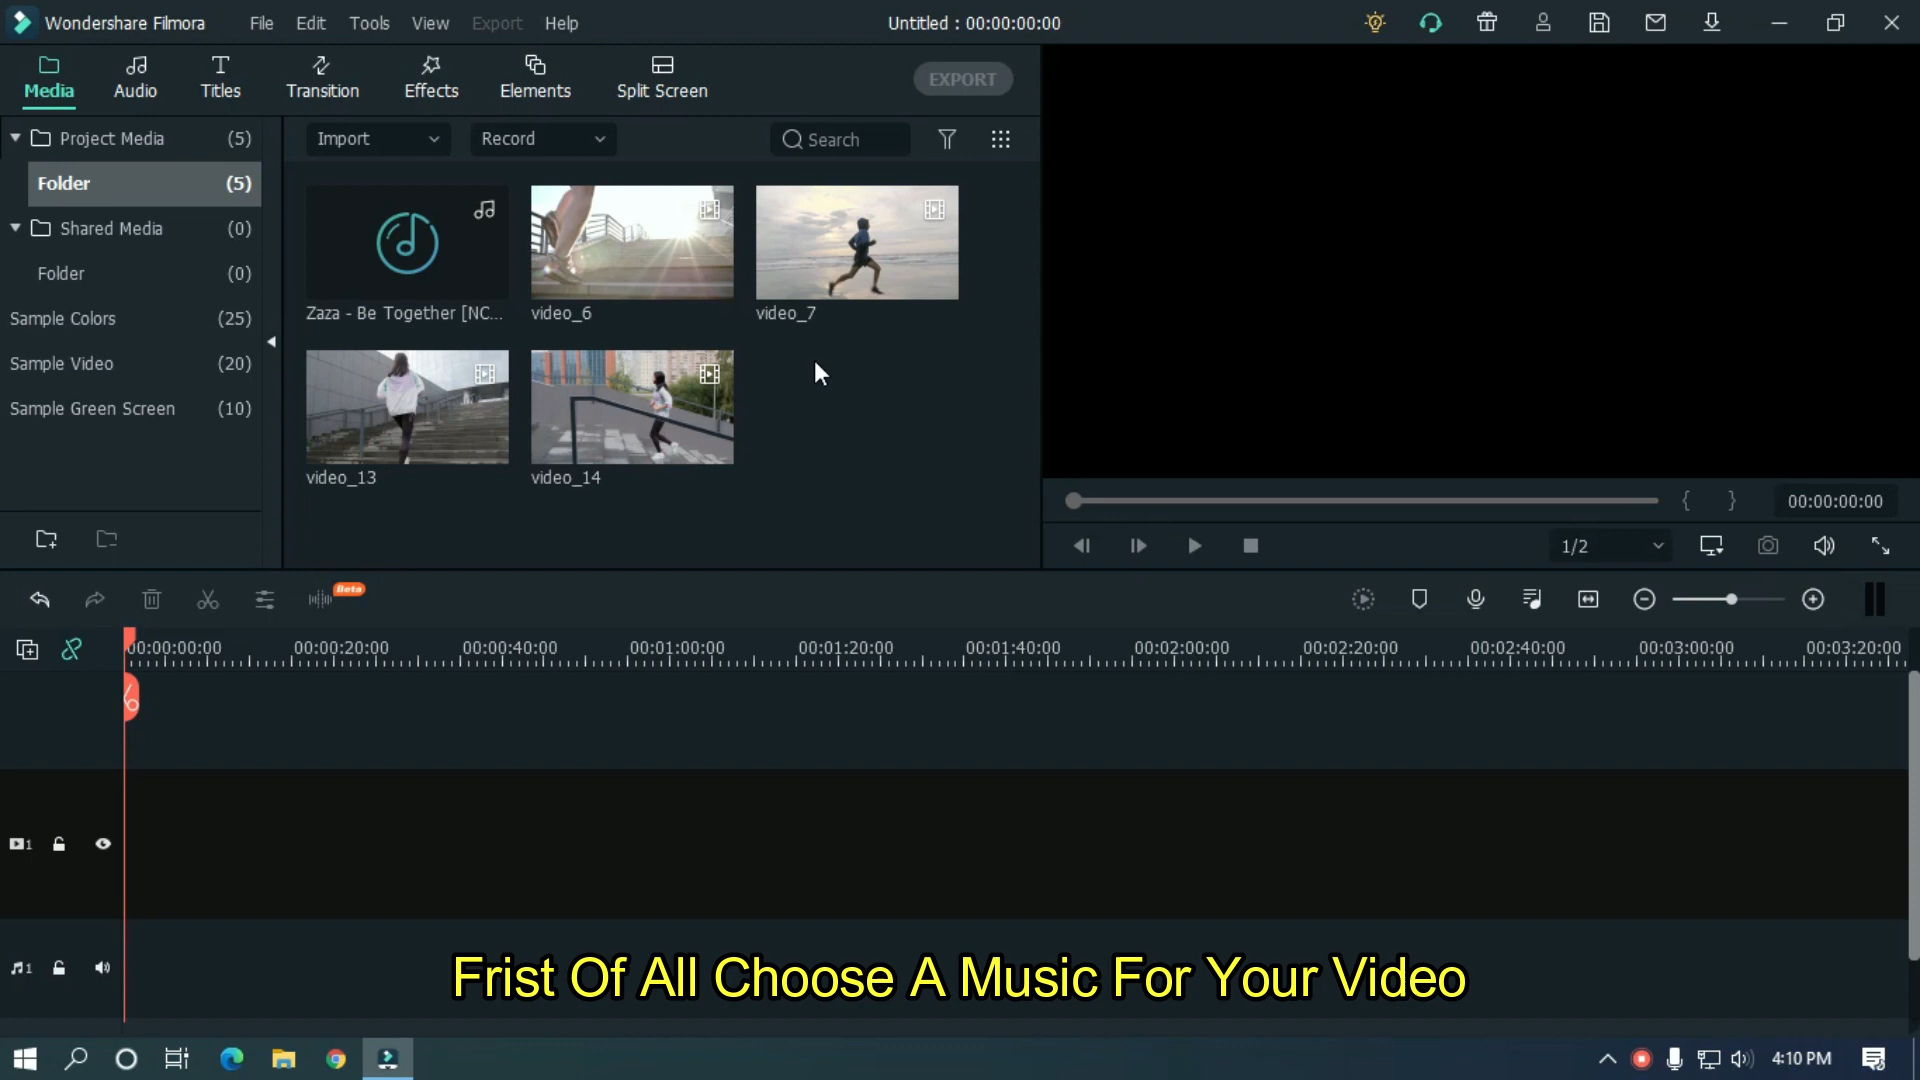 Wondershare Filmora File Edit Tools View Export Help Untitled : 00:00:00:00
Media Audio Titles Transition Effects Elements Split Screen EXPORT
Project Media (5)
Folder (5)
Shared Media (0)
Folder (0)
Sample Colors (25)
Sample Video (20)
Sample Green Screen (10)
Import Record Search
Zaza - Be Together [NC... video_6 video_7
video_13 video_14
{ } 00:00:00:00
1/2
Beta
00:00:00:00 00:00:20:00 00:00:40:00 00:01:00:00 00:01:20:00 00:01:40:00 00:02:00:00 00:02:20:00 00:02:40:00 00:03:00:00 00:03:20:00
1
1
Frist Of All Choose A Music For Your Video
4:10 PM